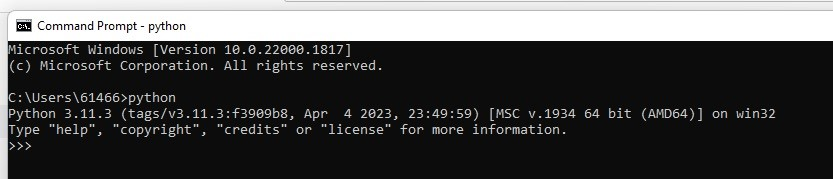 Command Prompt - python
Microsoft Windows [Version 10.0.22000.1817]
(c) Microsoft Corporation. All rights reserved.
C:\Users\61466>python
Python 3.11.3 (tags/v3.11.3:f3909b8, Apr  4 2023, 23:49:59) [MSC v.1934 64 bit (AMD64)] on win32
Type "help", "copyright", "credits" or "license" for more information.
>>>